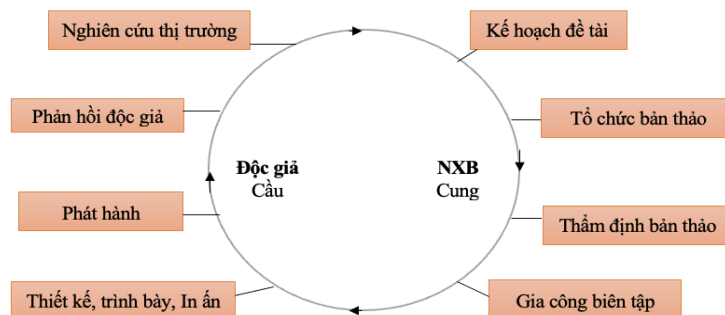 Nghiên cứu thị trường
Kế hoạch đề tài
Phản hồi độc giả
Tổ chức bản thảo
Độc giả
Cầu
NXB
Cung
Phát hành
Thẩm định bản thảo
Thiết kế, trình bày, In ấn
Gia công biên tập